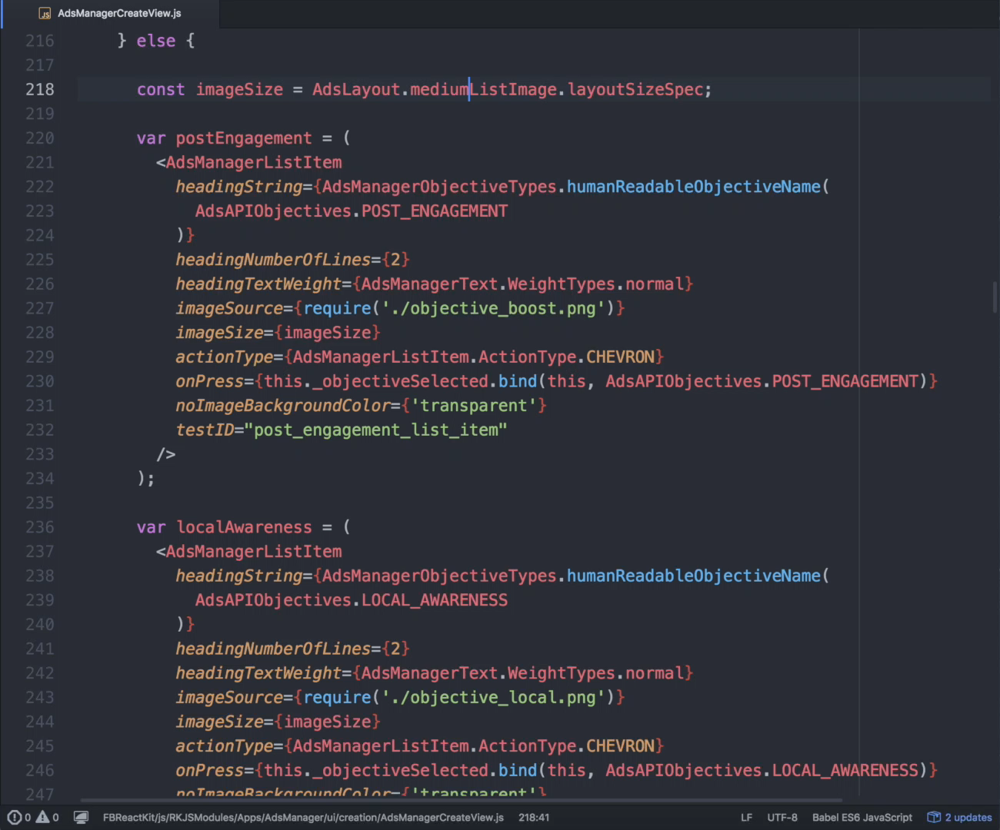 JS AdsManagerCreateView.js
216 } else {
217
218 const imageSize = AdsLayout.mediumListImage.layoutSizeSpec;
219
220 var postEngagement = (
221 <AdsManagerListItem
222 headingString={AdsManagerObjectiveTypes.humanReadableObjectiveName(
223 AdsAPIObjectives.POST_ENGAGEMENT
224 )}
225 headingNumberOfLines={2}
226 headingTextWeight={AdsManagerText.WeightTypes.normal}
227 imageSource={require('./objective_boost.png')}
228 imageSize={imageSize}
229 actionType={AdsManagerListItem.ActionType.CHEVRON}
230 onPress={this._objectiveSelected.bind(this, AdsAPIObjectives.POST_ENGAGEMENT)}
231 noImageBackgroundColor={'transparent'}
232 testID="post_engagement_list_item"
233 />
234 );
235
236 var localAwareness = (
237 <AdsManagerListItem
238 headingString={AdsManagerObjectiveTypes.humanReadableObjectiveName(
239 AdsAPIObjectives.LOCAL_AWARENESS
240 )}
241 headingNumberOfLines={2}
242 headingTextWeight={AdsManagerText.WeightTypes.normal}
243 imageSource={require('./objective_local.png')}
244 imageSize={imageSize}
245 actionType={AdsManagerListItem.ActionType.CHEVRON}
246 onPress={this._objectiveSelected.bind(this, AdsAPIObjectives.LOCAL_AWARENESS)}
247 noImageBackgroundColor={'transparent'}
0 0 FBReactKit/js/RKJSModules/Apps/AdsManager/ui/creation/AdsManagerCreateView.js 218:41 LF UTF-8 Babel ES6 JavaScript 2 updates